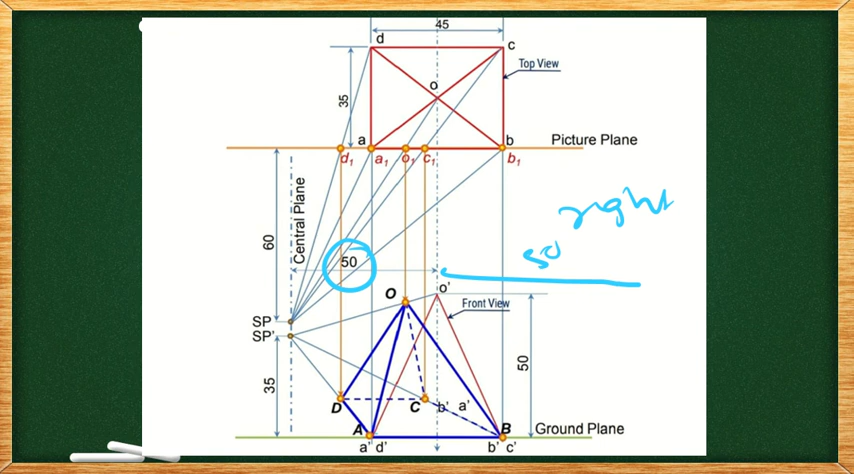 45
d
c
Top View
o
35
a
b
Picture Plane
d1
a1
o1
c1
b1
Central Plane
60
50
50 right
O
o'
Front View
SP
SP'
50
35
D
C
b'
a'
A
B
Ground Plane
a'
d'
b'
c'